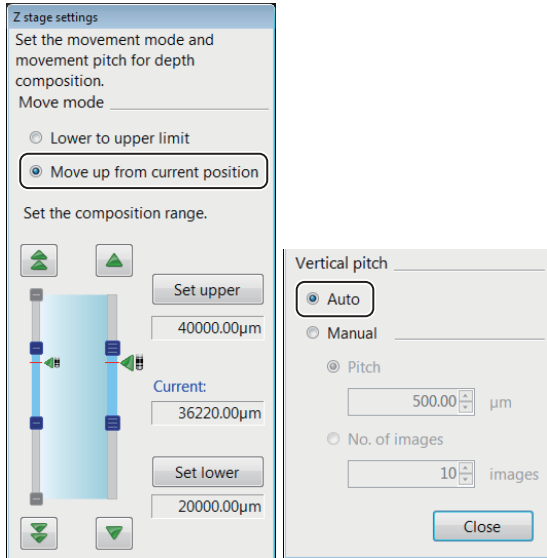 Z stage settings
Set the movement mode and
movement pitch for depth
composition.
Move mode
Lower to upper limit
Move up from current position
Set the composition range.
Set upper
40000.00µm
Current:
36220.00µm
Set lower
20000.00µm
Vertical pitch
Auto
Manual
Pitch
500.00 µm
No. of images
10 images
Close